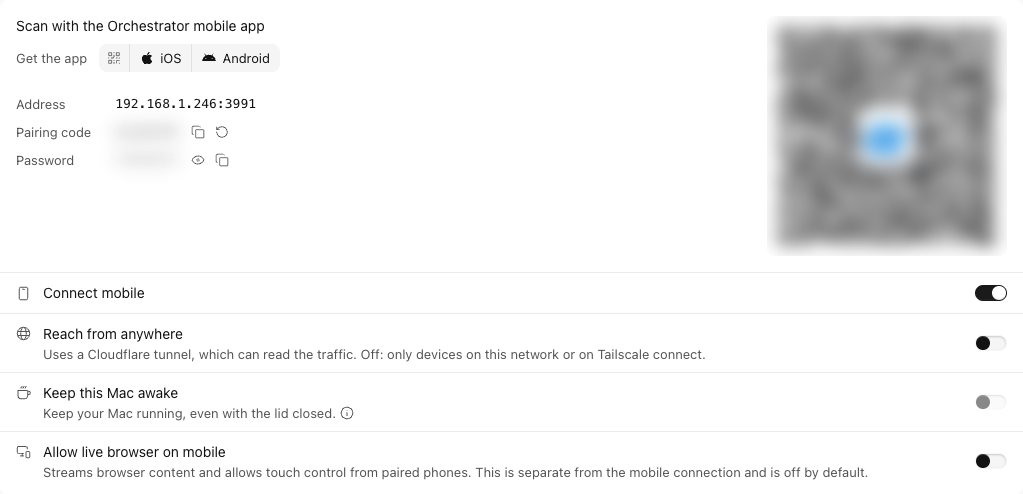 Scan with the Orchestrator mobile app
Get the app
iOS
Android
Address 192.168.1.246:3991
Pairing code
Password
Connect mobile
Reach from anywhere
Uses a Cloudflare tunnel, which can read the traffic. Off: only devices on this network or on Tailscale connect.
Keep this Mac awake
Keep your Mac running, even with the lid closed.
Allow live browser on mobile
Streams browser content and allows touch control from paired phones. This is separate from the mobile connection and is off by default.